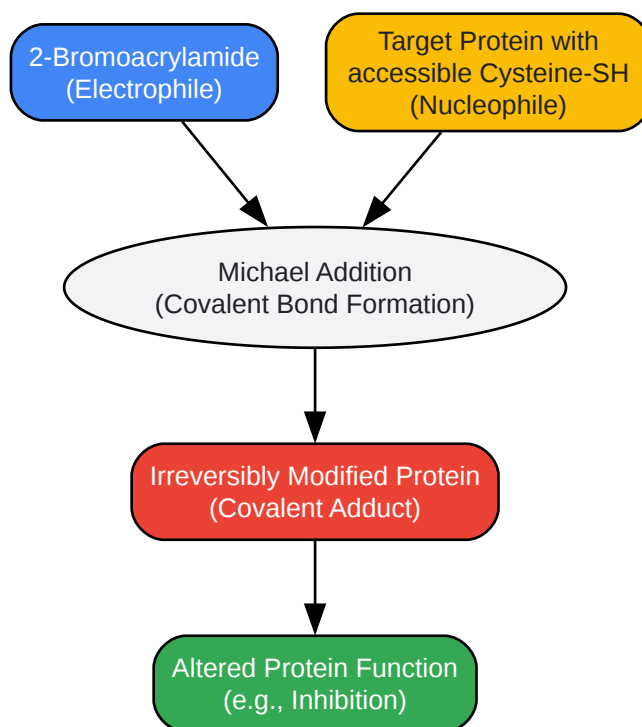 2-Bromoacrylamide
(Electrophile)
Target Protein with
accessible Cysteine-SH
(Nucleophile)
Michael Addition
(Covalent Bond Formation)
Irreversibly Modified Protein
(Covalent Adduct)
Altered Protein Function
(e.g., Inhibition)